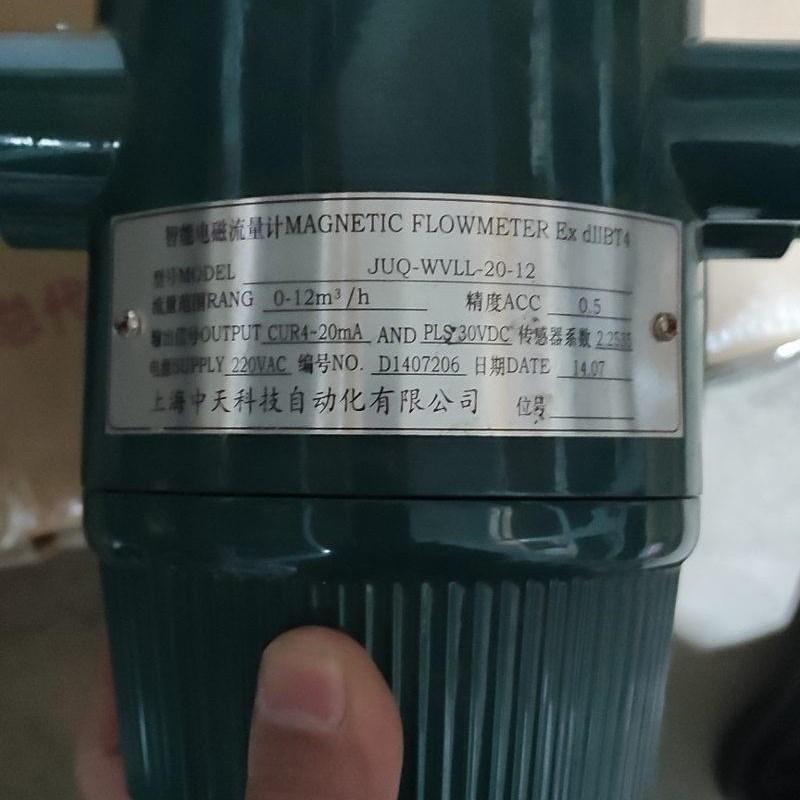 智能电磁流量计MAGNETIC FLOWMETER Ex dIIBT4
型号MODEL JUQ-WVLL-20-12
流量范围RANG 0-12m³/h 精度ACC 0.5
输出信号OUTPUT CUR4~20mA AND PLS 30VDC 传感器系数
电源SUPPLY 220VAC 编号NO. D1407206 日期DATE 14.07
上海中天科技自动化有限公司 位号